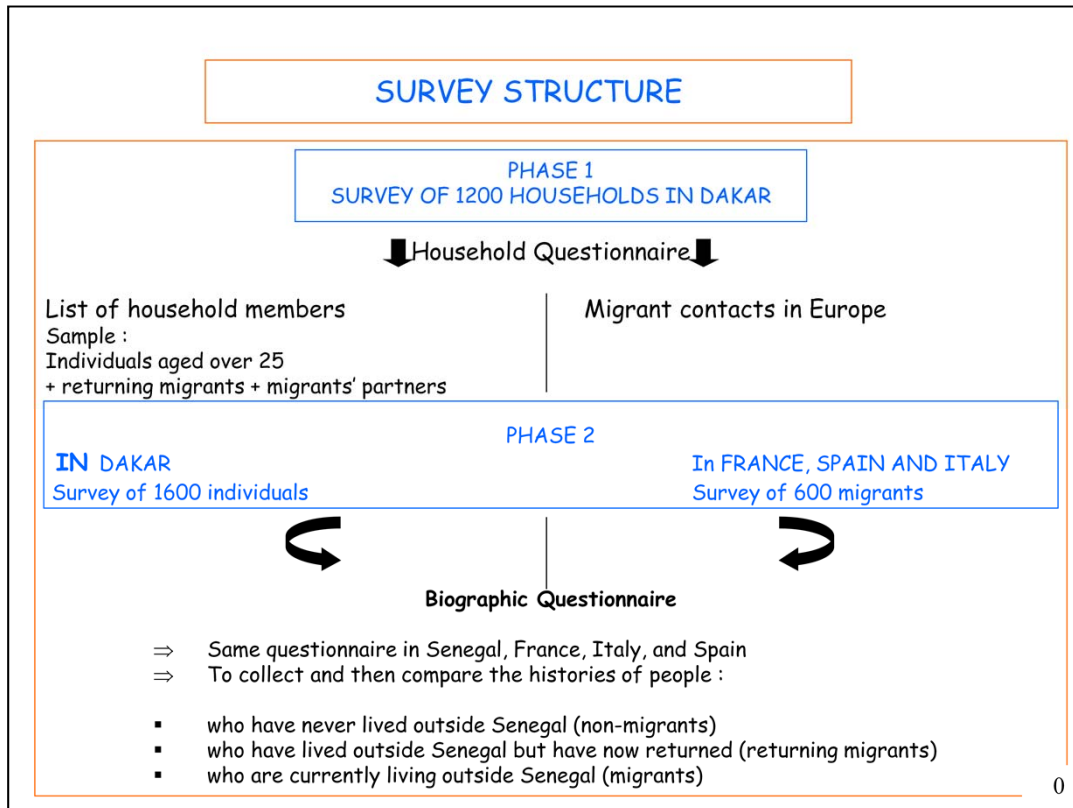 SURVEY STRUCTURE
PHASE 1
SURVEY OF 1200 HOUSEHOLDS IN DAKAR
Household Questionnaire
List of household members
Sample :
Individuals aged over 25
+ returning migrants + migrants’ partners
Migrant contacts in Europe
PHASE 2
IN DAKAR
Survey of 1600 individuals
In FRANCE, SPAIN AND ITALY
Survey of 600 migrants
Biographic Questionnaire
⇒ Same questionnaire in Senegal, France, Italy, and Spain
⇒ To collect and then compare the histories of people :
▪ who have never lived outside Senegal (non-migrants)
▪ who have lived outside Senegal but have now returned (returning migrants)
▪ who are currently living outside Senegal (migrants)
0